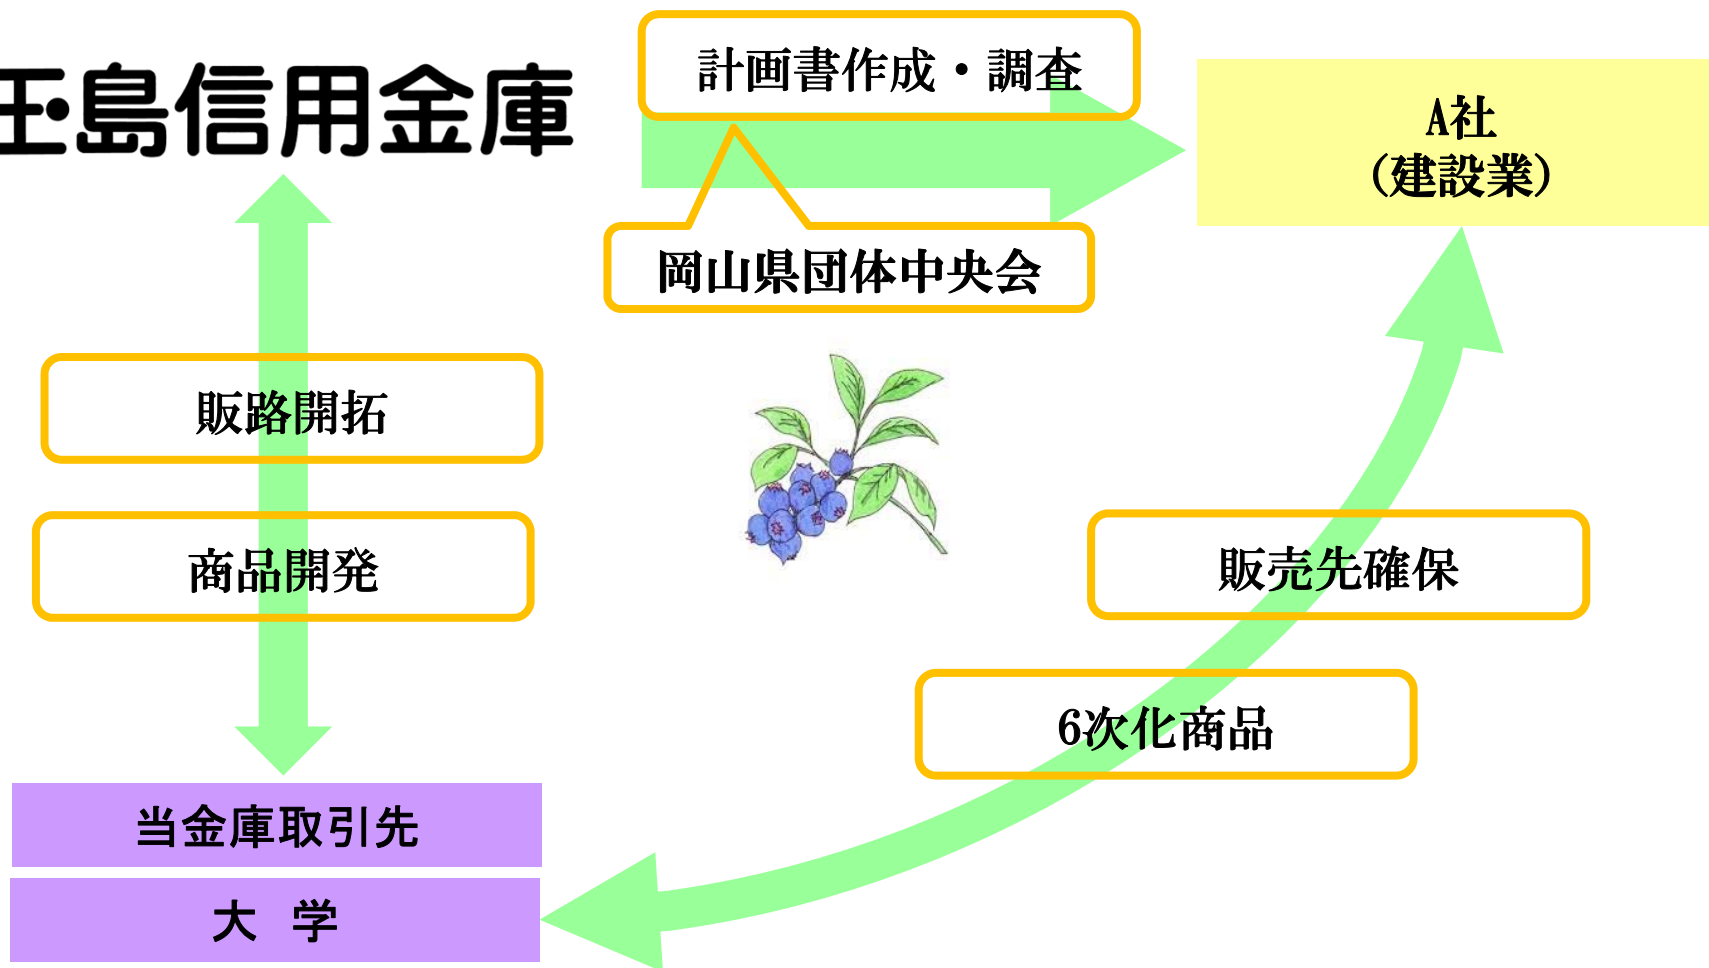 玉島信用金庫
計画書作成・調査
A社
(建設業)
岡山県団体中央会
販路開拓
商品開発
販売先確保
6次化商品
当金庫取引先
大 学